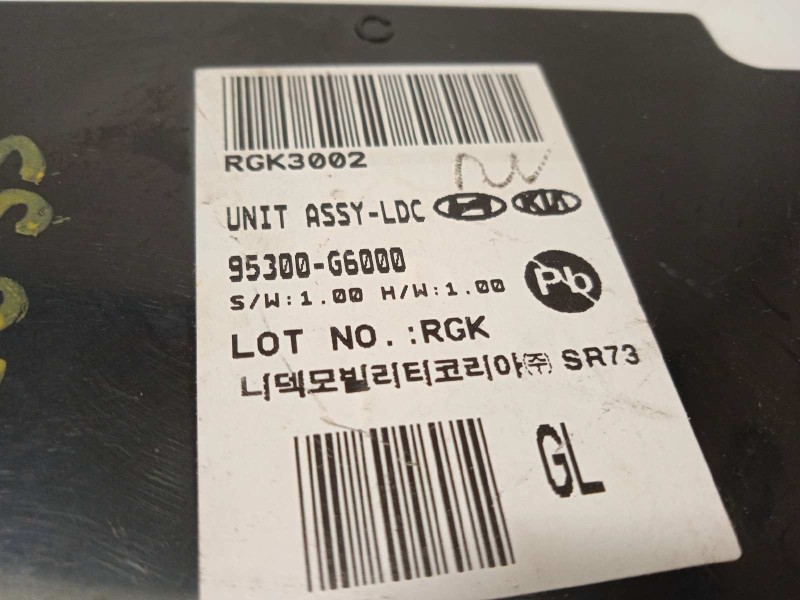 RGK3002
UNIT ASSY-LDC KIA
95300-G6000
Pb
S/W:1.00 H/W:1.00
LOT NO.:RGK
니덱모빌리티코리아㈜ SR73
GL